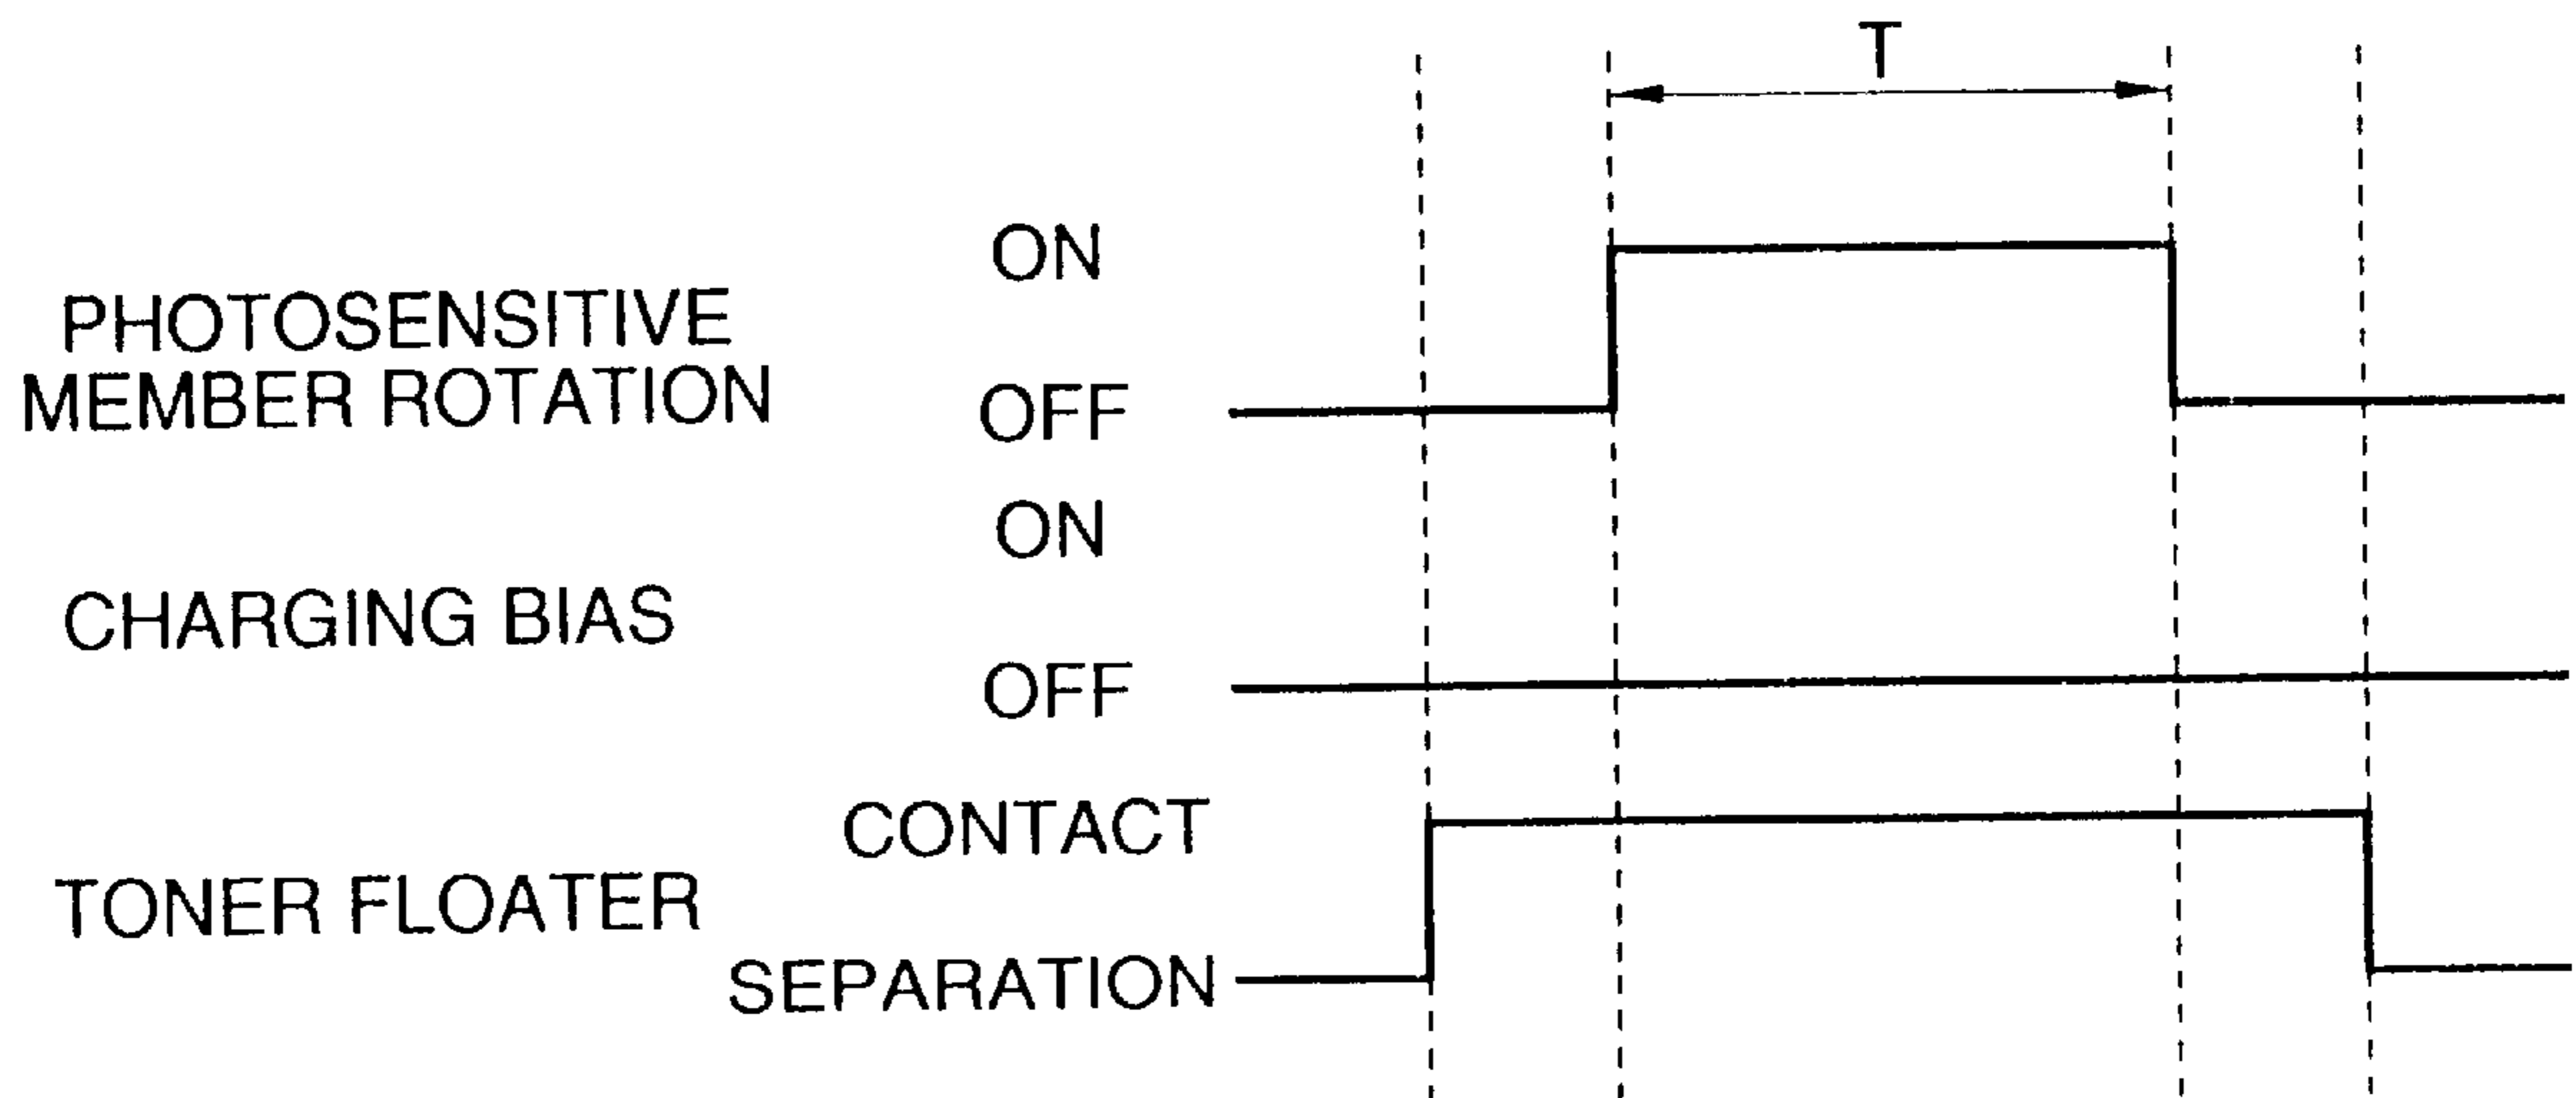 T
ON
PHOTOSENSITIVE
MEMBER ROTATION
OFF
ON
CHARGING BIAS
OFF
CONTACT
TONER FLOATER
SEPARATION